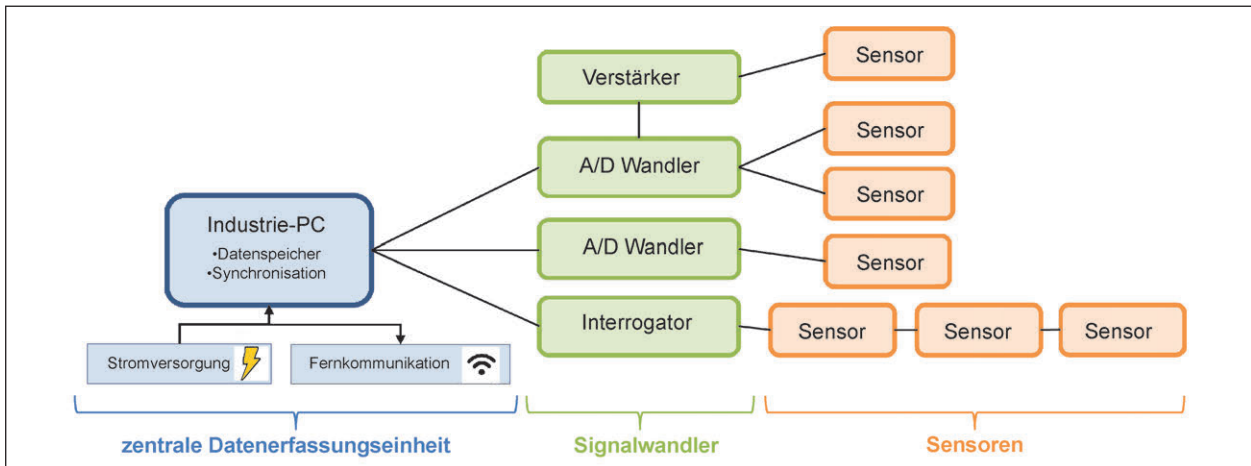 Verstärker
Sensor
A/D Wandler
Sensor
Sensor
Industrie-PC
•Datenspeicher
•Synchronisation
A/D Wandler
Sensor
Interrogator
Sensor
Sensor
Sensor
Stromversorgung
Fernkommunikation
zentrale Datenerfassungseinheit
Signalwandler
Sensoren